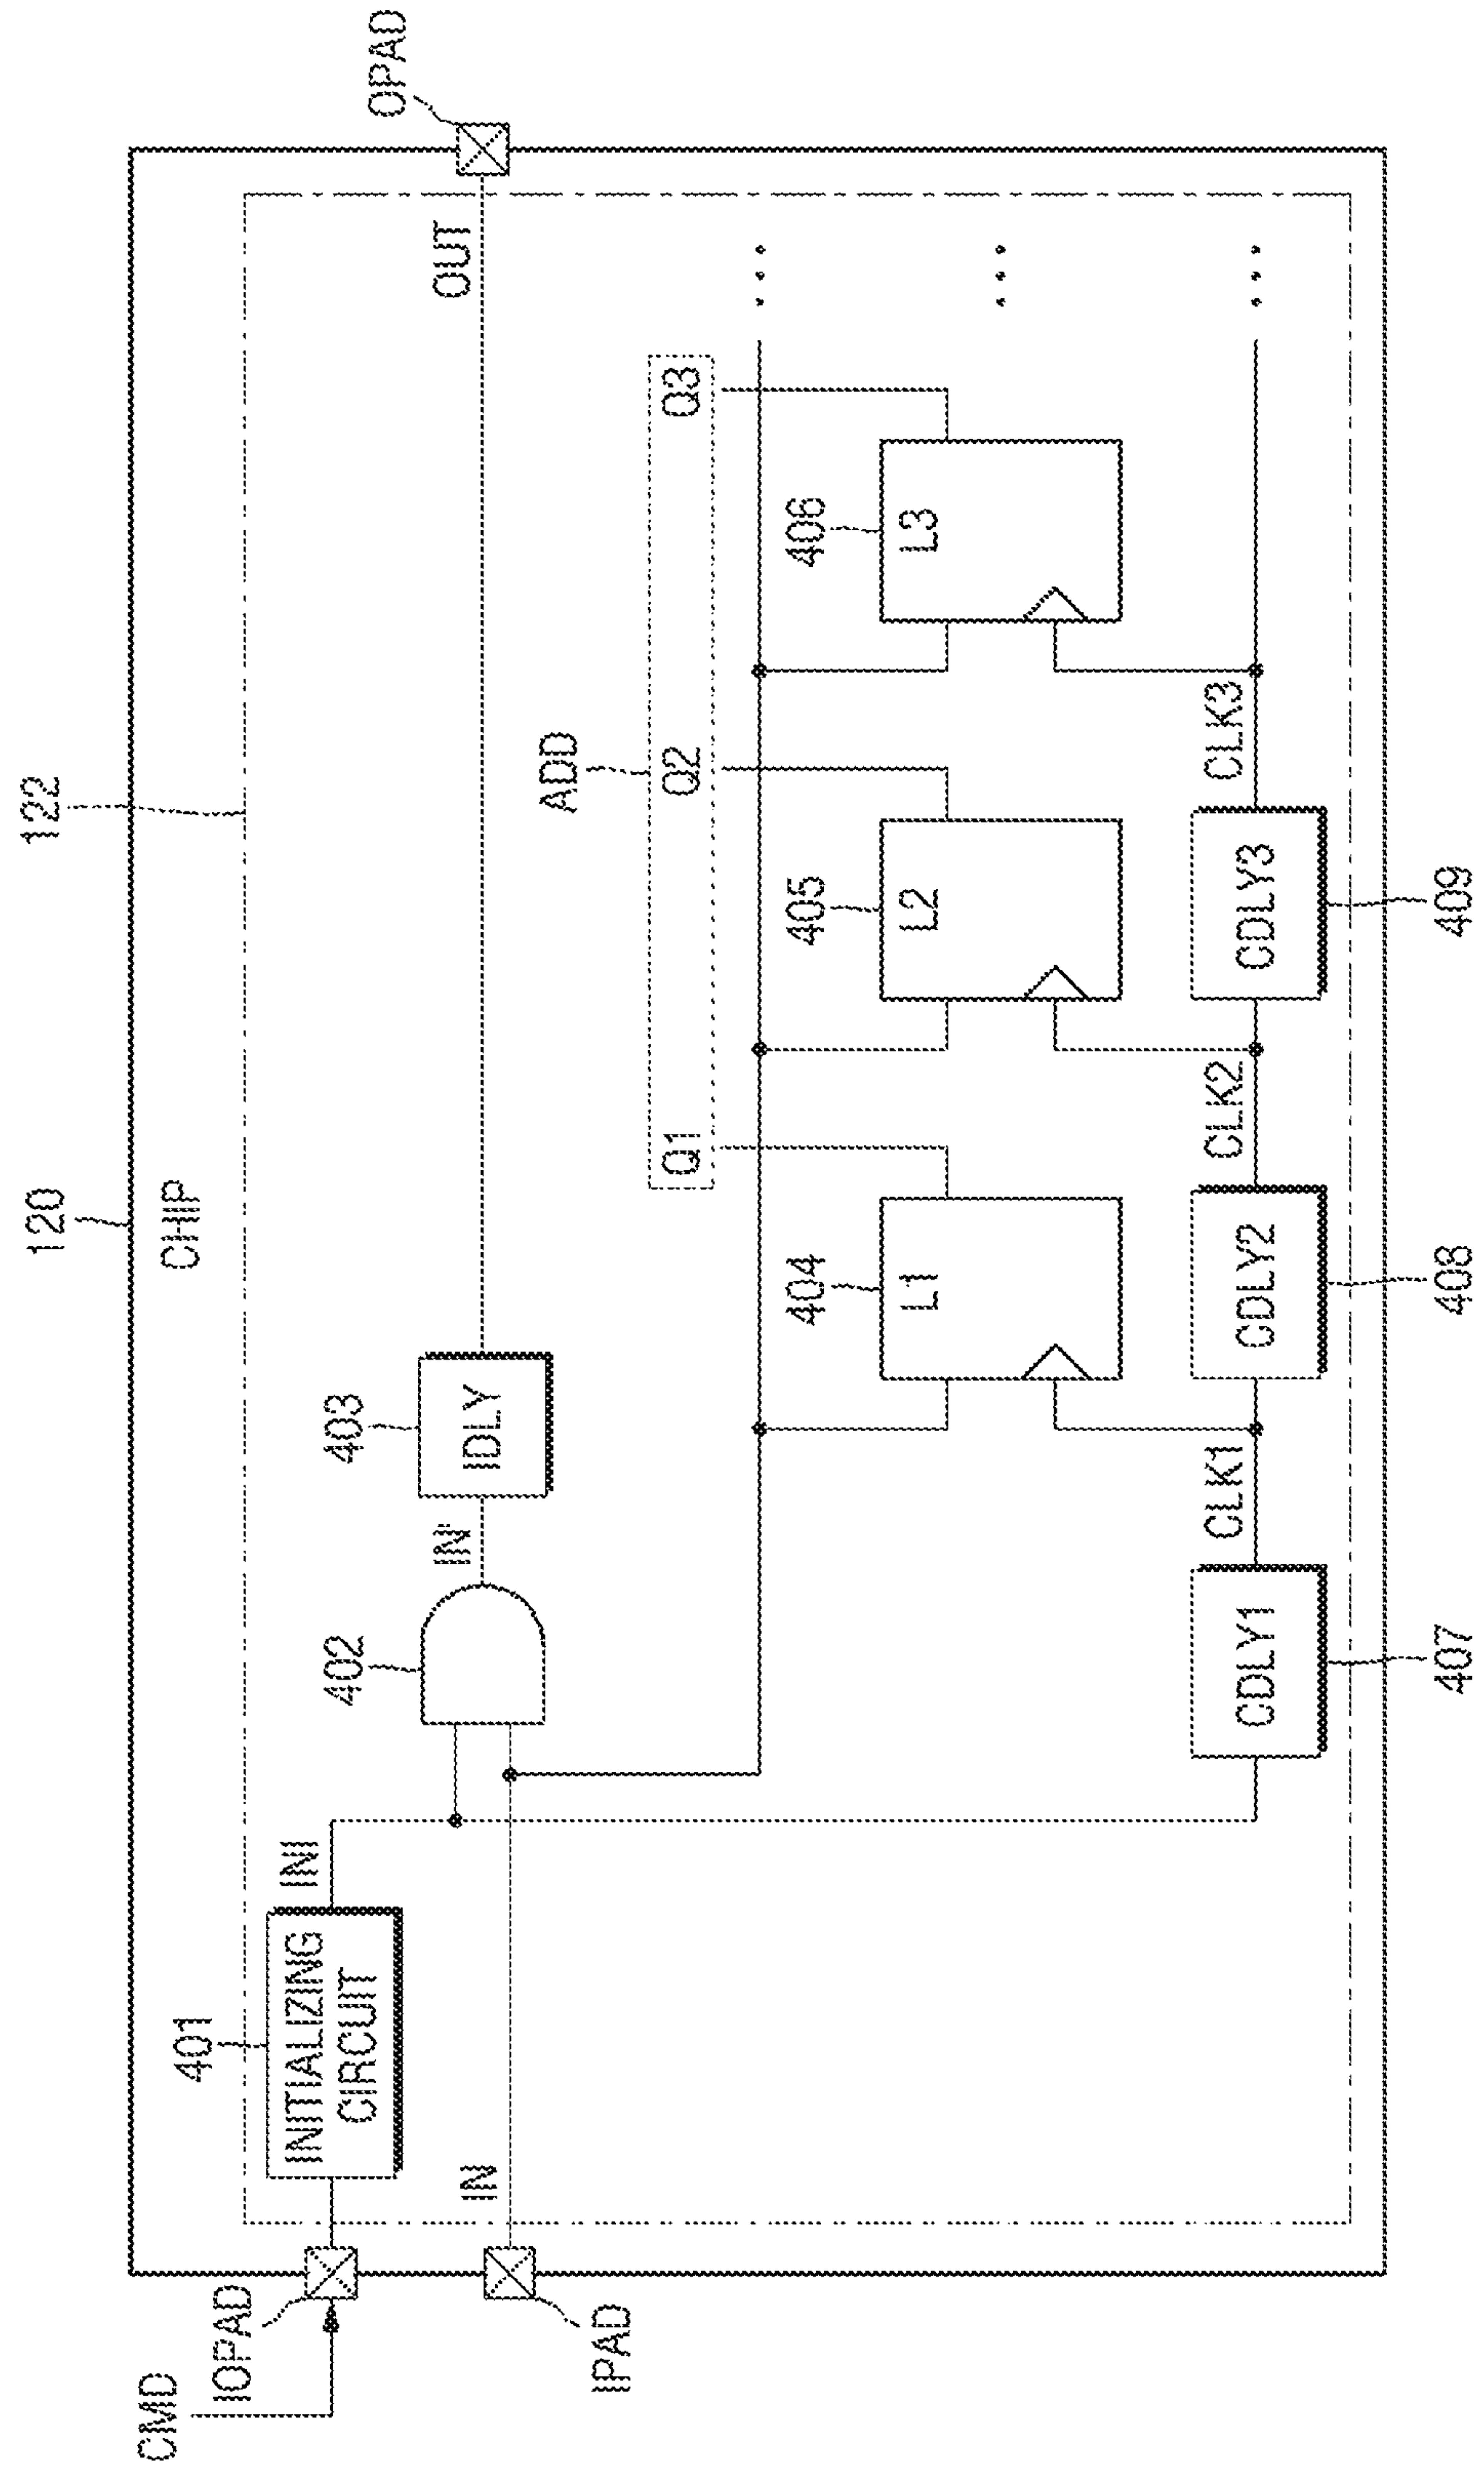 120
122
CHIP
CMD
IOPAD
401
INITIALIZING
CIRCUIT
INI
402
IN'
403
IDLY
OUT
OPAD
IN
IPAD
ADD
Q1
Q2
Q3
404
L1
405
L2
406
L3
CDLY1
CLK1
CDLY2
CLK2
CDLY3
CLK3
407
408
409